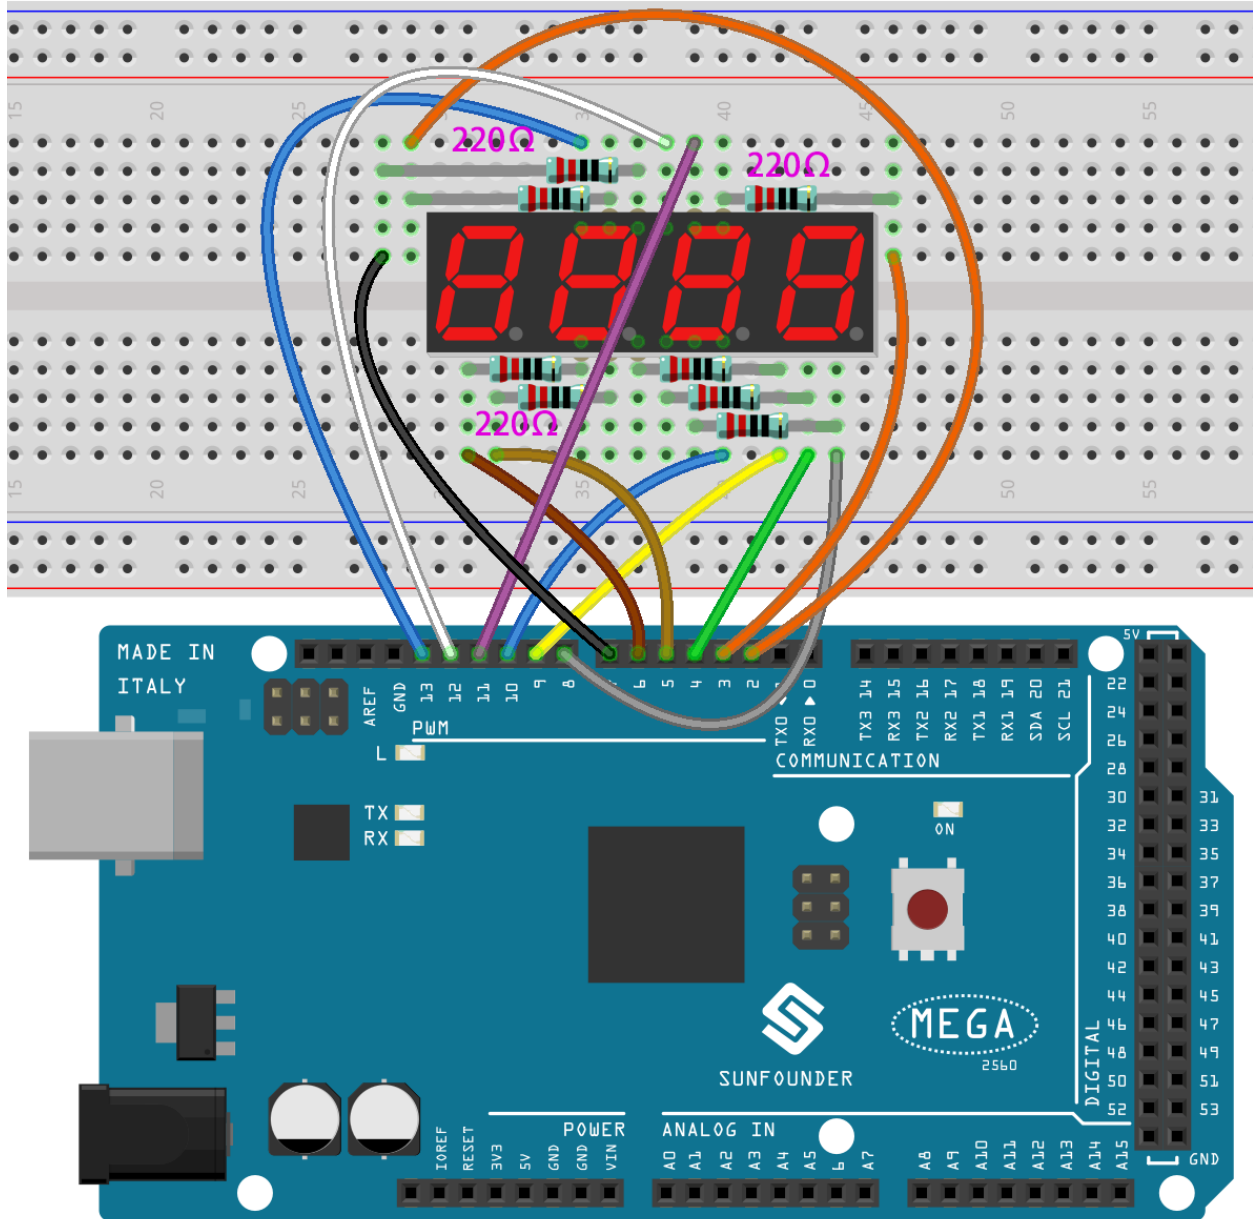 15 20 25 40 50 55
220Ω
220Ω
220Ω
15 20 25 35 50 55
MADE IN
ITALY
AREF
GND
13
12
11
10
9
8
6
5
4
3
2
TX0
RX0 0
TX3 14
RX3 15
TX2 16
RX2 17
TX1 18
RX1 19
SDA 20
SCL 21
PWM
COMMUNICATION
L
TX
RX
ON
5V
22
24
26
28
30 31
32 33
34 35
36 37
38 39
40 41
42 43
44 45
46 47
48 49
50 51
52 53
GND
DIGITAL
MEGA
2560
SUNFOUNDER
POWER
ANALOG IN
IOREF
RESET
3V3
5V
GND
GND
VIN
A0
A1
A2
A3
A4
A5
6
A7
A8
A9
A10
A11
A12
A13
A14
A15